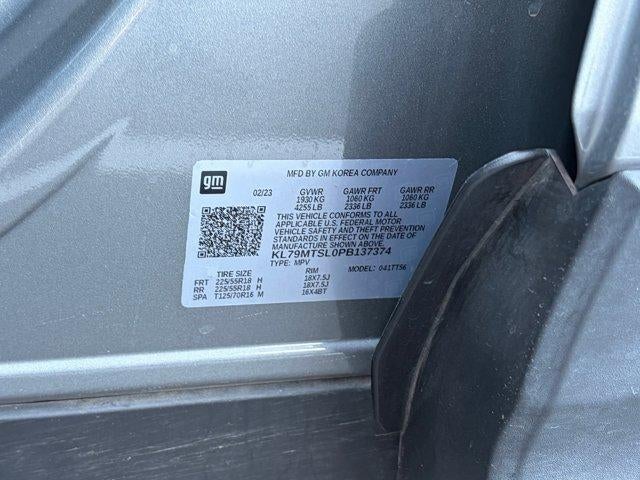 gm
MFD BY GM KOREA COMPANY
02/23 GVWR GAWR FRT GAWR RR
1930 KG 1060 KG 1060 KG
4255 LB 2336 LB 2336 LB
THIS VEHICLE CONFORMS TO ALL
APPLICABLE U.S. FEDERAL MOTOR
VEHICLE SAFETY AND THEFT PREVENTION
STANDARDS IN EFFECT ON THE DATE OF
MANUFACTURE SHOWN ABOVE.
KL79MTSL0PB137374
TYPE: MPV MODEL: 041TT56
TIRE SIZE RIM
FRT 225/55R18 H 18X7.5J
RR 225/55R18 H 18X7.5J
SPA T125/70R16 M 16X4BT